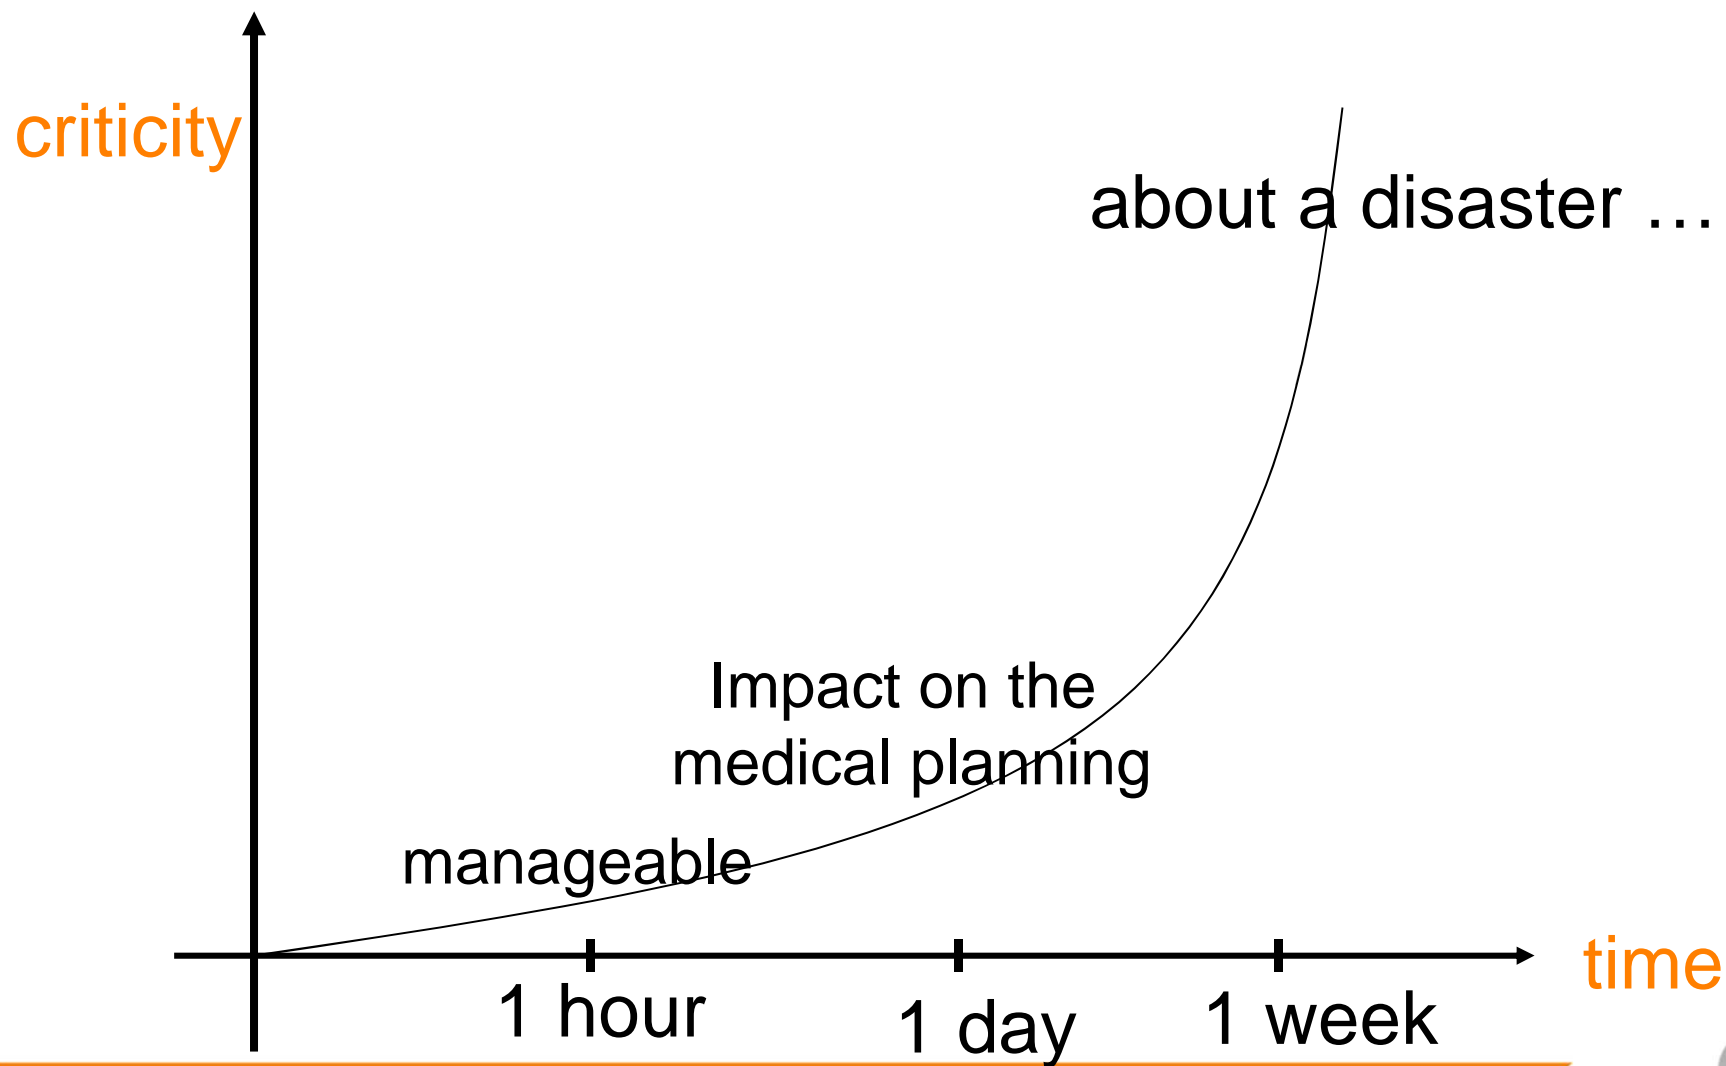 criticity
about a disaster …
Impact on the
medical planning
manageable
time
1 hour
1 day
1 week